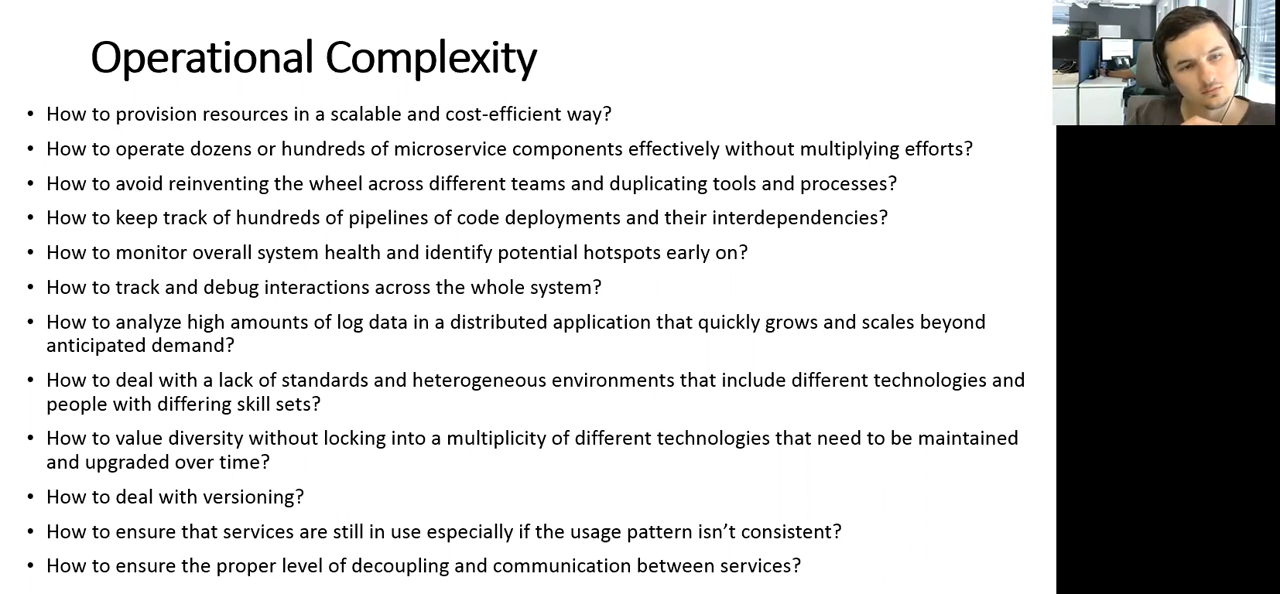 Operational Complexity
• How to provision resources in a scalable and cost-efficient way?
• How to operate dozens or hundreds of microservice components effectively without multiplying efforts?
• How to avoid reinventing the wheel across different teams and duplicating tools and processes?
• How to keep track of hundreds of pipelines of code deployments and their interdependencies?
• How to monitor overall system health and identify potential hotspots early on?
• How to track and debug interactions across the whole system?
• How to analyze high amounts of log data in a distributed application that quickly grows and scales beyond
anticipated demand?
• How to deal with a lack of standards and heterogeneous environments that include different technologies and
people with differing skill sets?
• How to value diversity without locking into a multiplicity of different technologies that need to be maintained
and upgraded over time?
• How to deal with versioning?
• How to ensure that services are still in use especially if the usage pattern isn’t consistent?
• How to ensure the proper level of decoupling and communication between services?